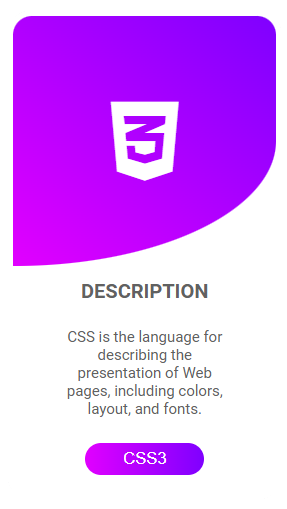 DESCRIPTION
CSS is the language for
describing the
presentation of Web
pages, including colors,
layout, and fonts.
CSS3